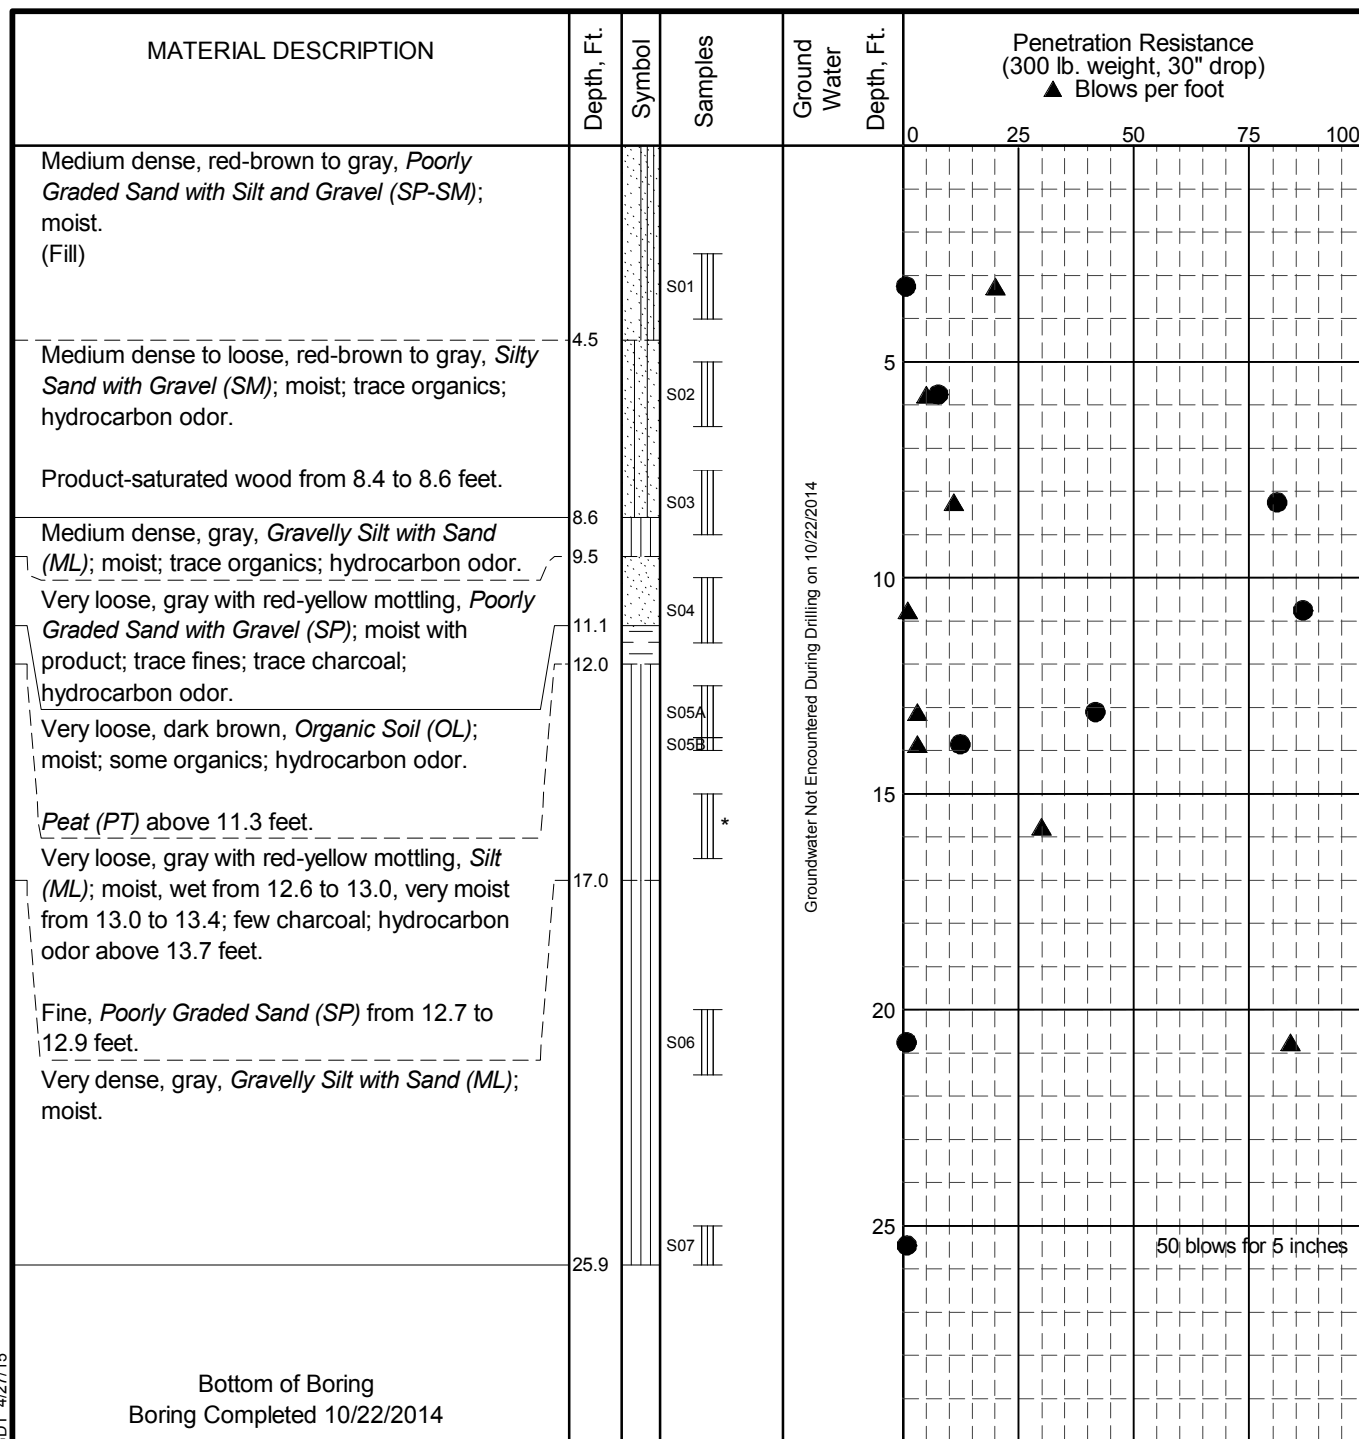 MATERIAL DESCRIPTION
Depth, Ft.
Symbol
Samples
Ground
Water
Depth, Ft.
Penetration Resistance
(300 lb. weight, 30" drop)
▲ Blows per foot
0 25 50 75 100
Medium dense, red-brown to gray, Poorly
Graded Sand with Silt and Gravel (SP-SM);
moist.
(Fill)
S01
4.5
Medium dense to loose, red-brown to gray, Silty
Sand with Gravel (SM); moist; trace organics;
hydrocarbon odor.
5
S02
Product-saturated wood from 8.4 to 8.6 feet.
S03
8.6
Medium dense, gray, Gravelly Silt with Sand
(ML); moist; trace organics; hydrocarbon odor.
9.5
10
Very loose, gray with red-yellow mottling, Poorly
Graded Sand with Gravel (SP); moist with
product; trace fines; trace charcoal;
hydrocarbon odor.
S04
11.1
12.0
Very loose, dark brown, Organic Soil (OL);
moist; some organics; hydrocarbon odor.
S05A
S05B
Peat (PT) above 11.3 feet.
15
*
Very loose, gray with red-yellow mottling, Silt
(ML); moist, wet from 12.6 to 13.0, very moist
from 13.0 to 13.4; few charcoal; hydrocarbon
odor above 13.7 feet.
17.0
Groundwater Not Encountered During Drilling on 10/22/2014
Fine, Poorly Graded Sand (SP) from 12.7 to
12.9 feet.
20
S06
Very dense, gray, Gravelly Silt with Sand (ML);
moist.
25
S07
50 blows for 5 inches
25.9
Bottom of Boring
Boring Completed 10/22/2014
4/27/15